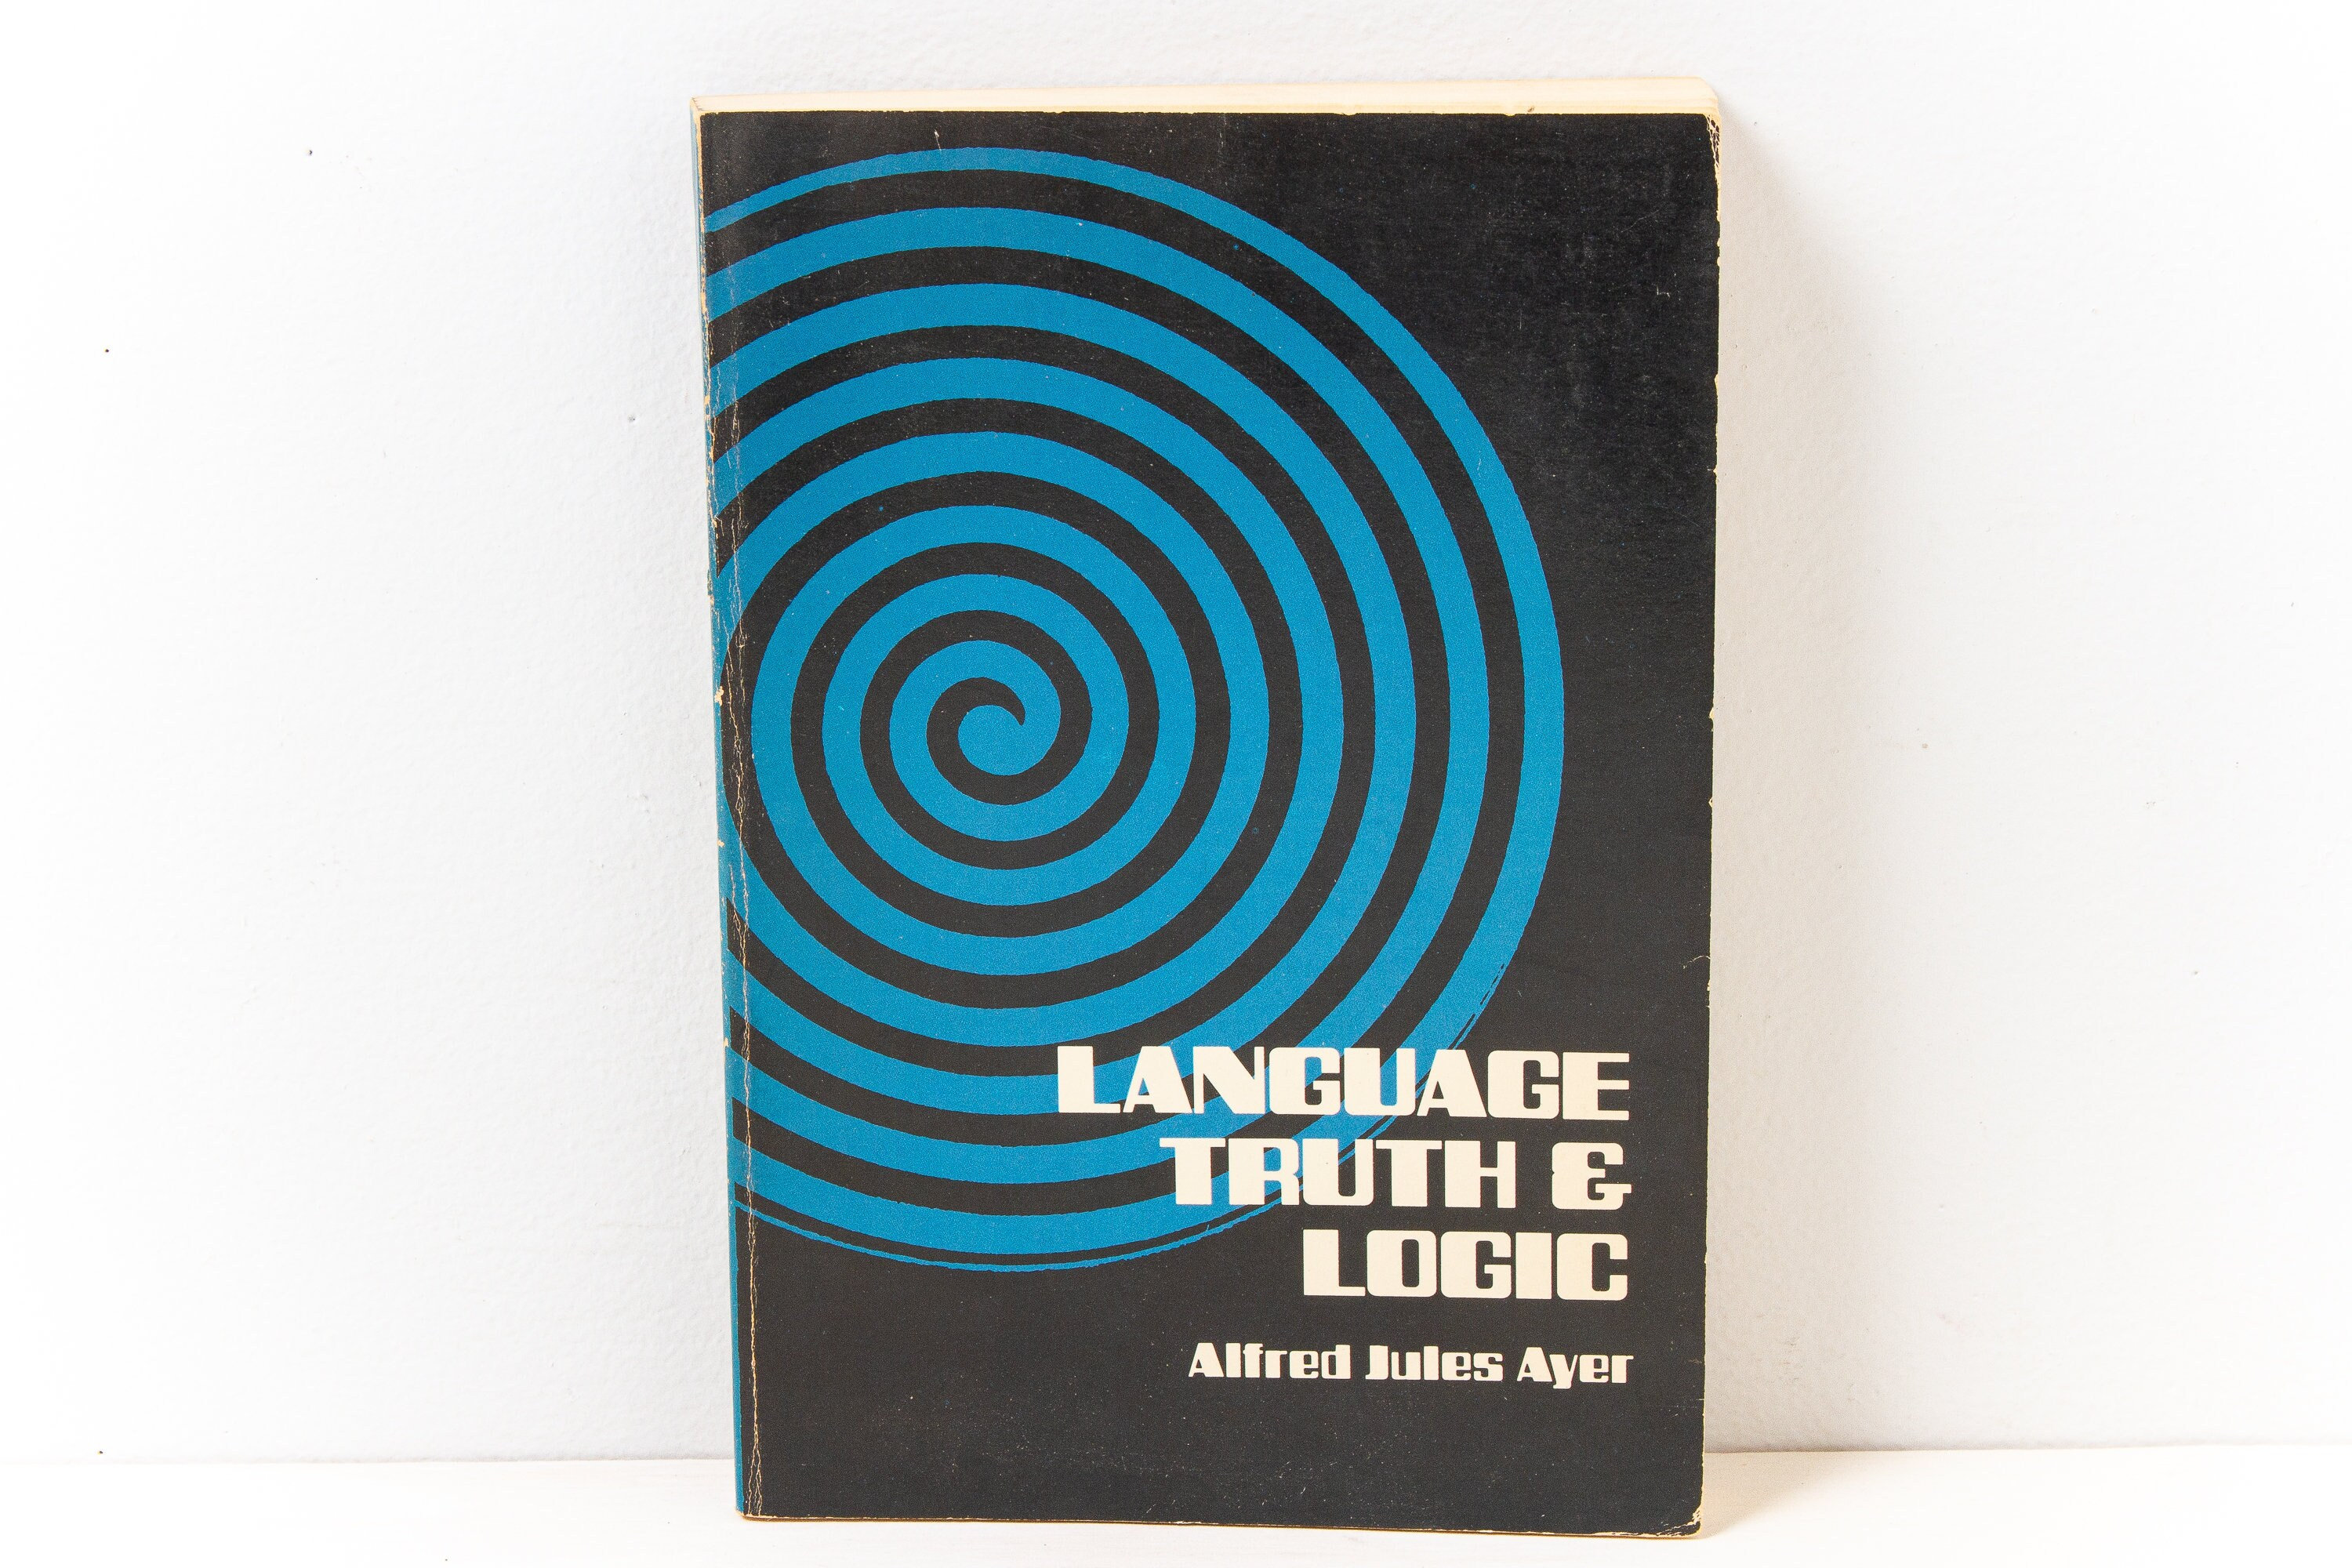 LANGUAGE
TRUTH &
LOGIC
Alfred Jules Ayer